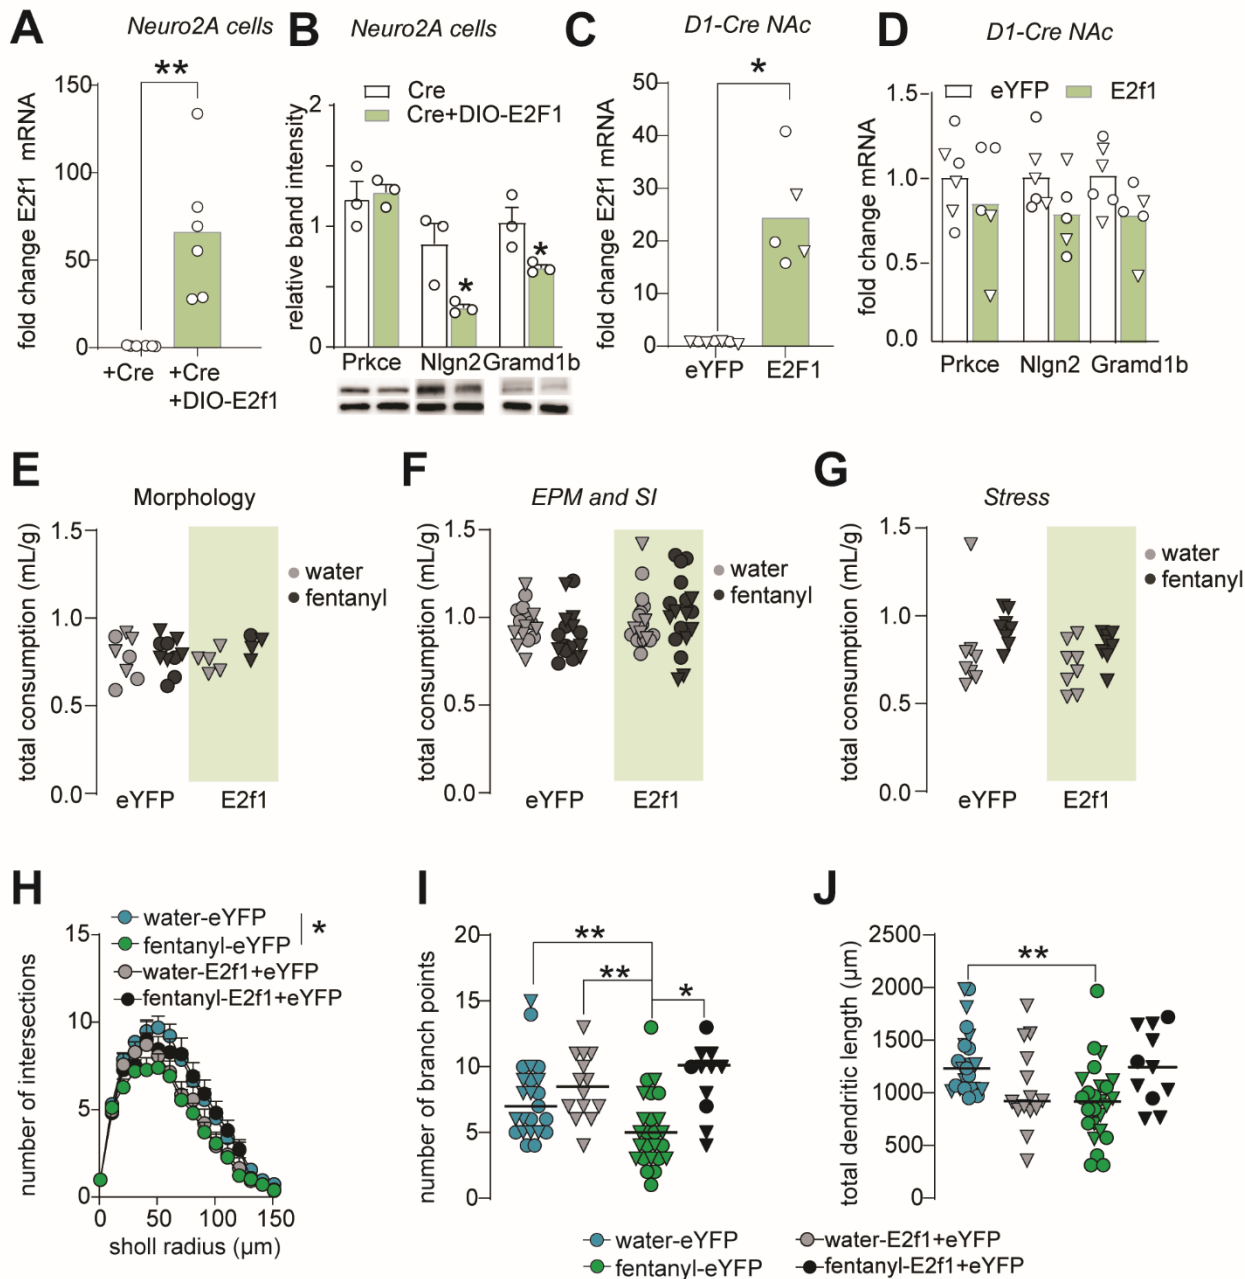 A
Neuro2A cells
fold change E2f1 mRNA
150
100
50
0
**
+Cre
+Cre
+DIO-E2f1
B
Neuro2A cells
relative band intensity
Cre
Cre+DIO-E2F1
2
1
0
*
*
Prkce
Nlgn2
Gramd1b
C
D1-Cre NAc
fold change E2f1 mRNA
50
40
30
20
10
0
*
eYFP
E2F1
D
D1-Cre NAc
eYFP
E2f1
fold change mRNA
1.5
1.0
0.5
0.0
Prkce
Nlgn2
Gramd1b
E
Morphology
total consumption (mL/g)
1.5
1.0
0.5
0.0
water
fentanyl
eYFP
E2f1
F
EPM and SI
total consumption (mL/g)
1.5
1.0
0.5
0.0
water
fentanyl
eYFP
E2f1
G
Stress
total consumption (mL/g)
1.5
1.0
0.5
0.0
water
fentanyl
eYFP
E2f1
H
water-eYFP
fentanyl-eYFP
*
water-E2f1+eYFP
fentanyl-E2f1+eYFP
number of intersections
15
10
5
0
0
50
100
150
sholl radius (µm)
I
number of branch points
20
15
10
5
0
**
**
*
J
total dendritic length (µm)
2500
2000
1500
1000
500
0
**
water-eYFP
water-E2f1+eYFP
fentanyl-eYFP
fentanyl-E2f1+eYFP